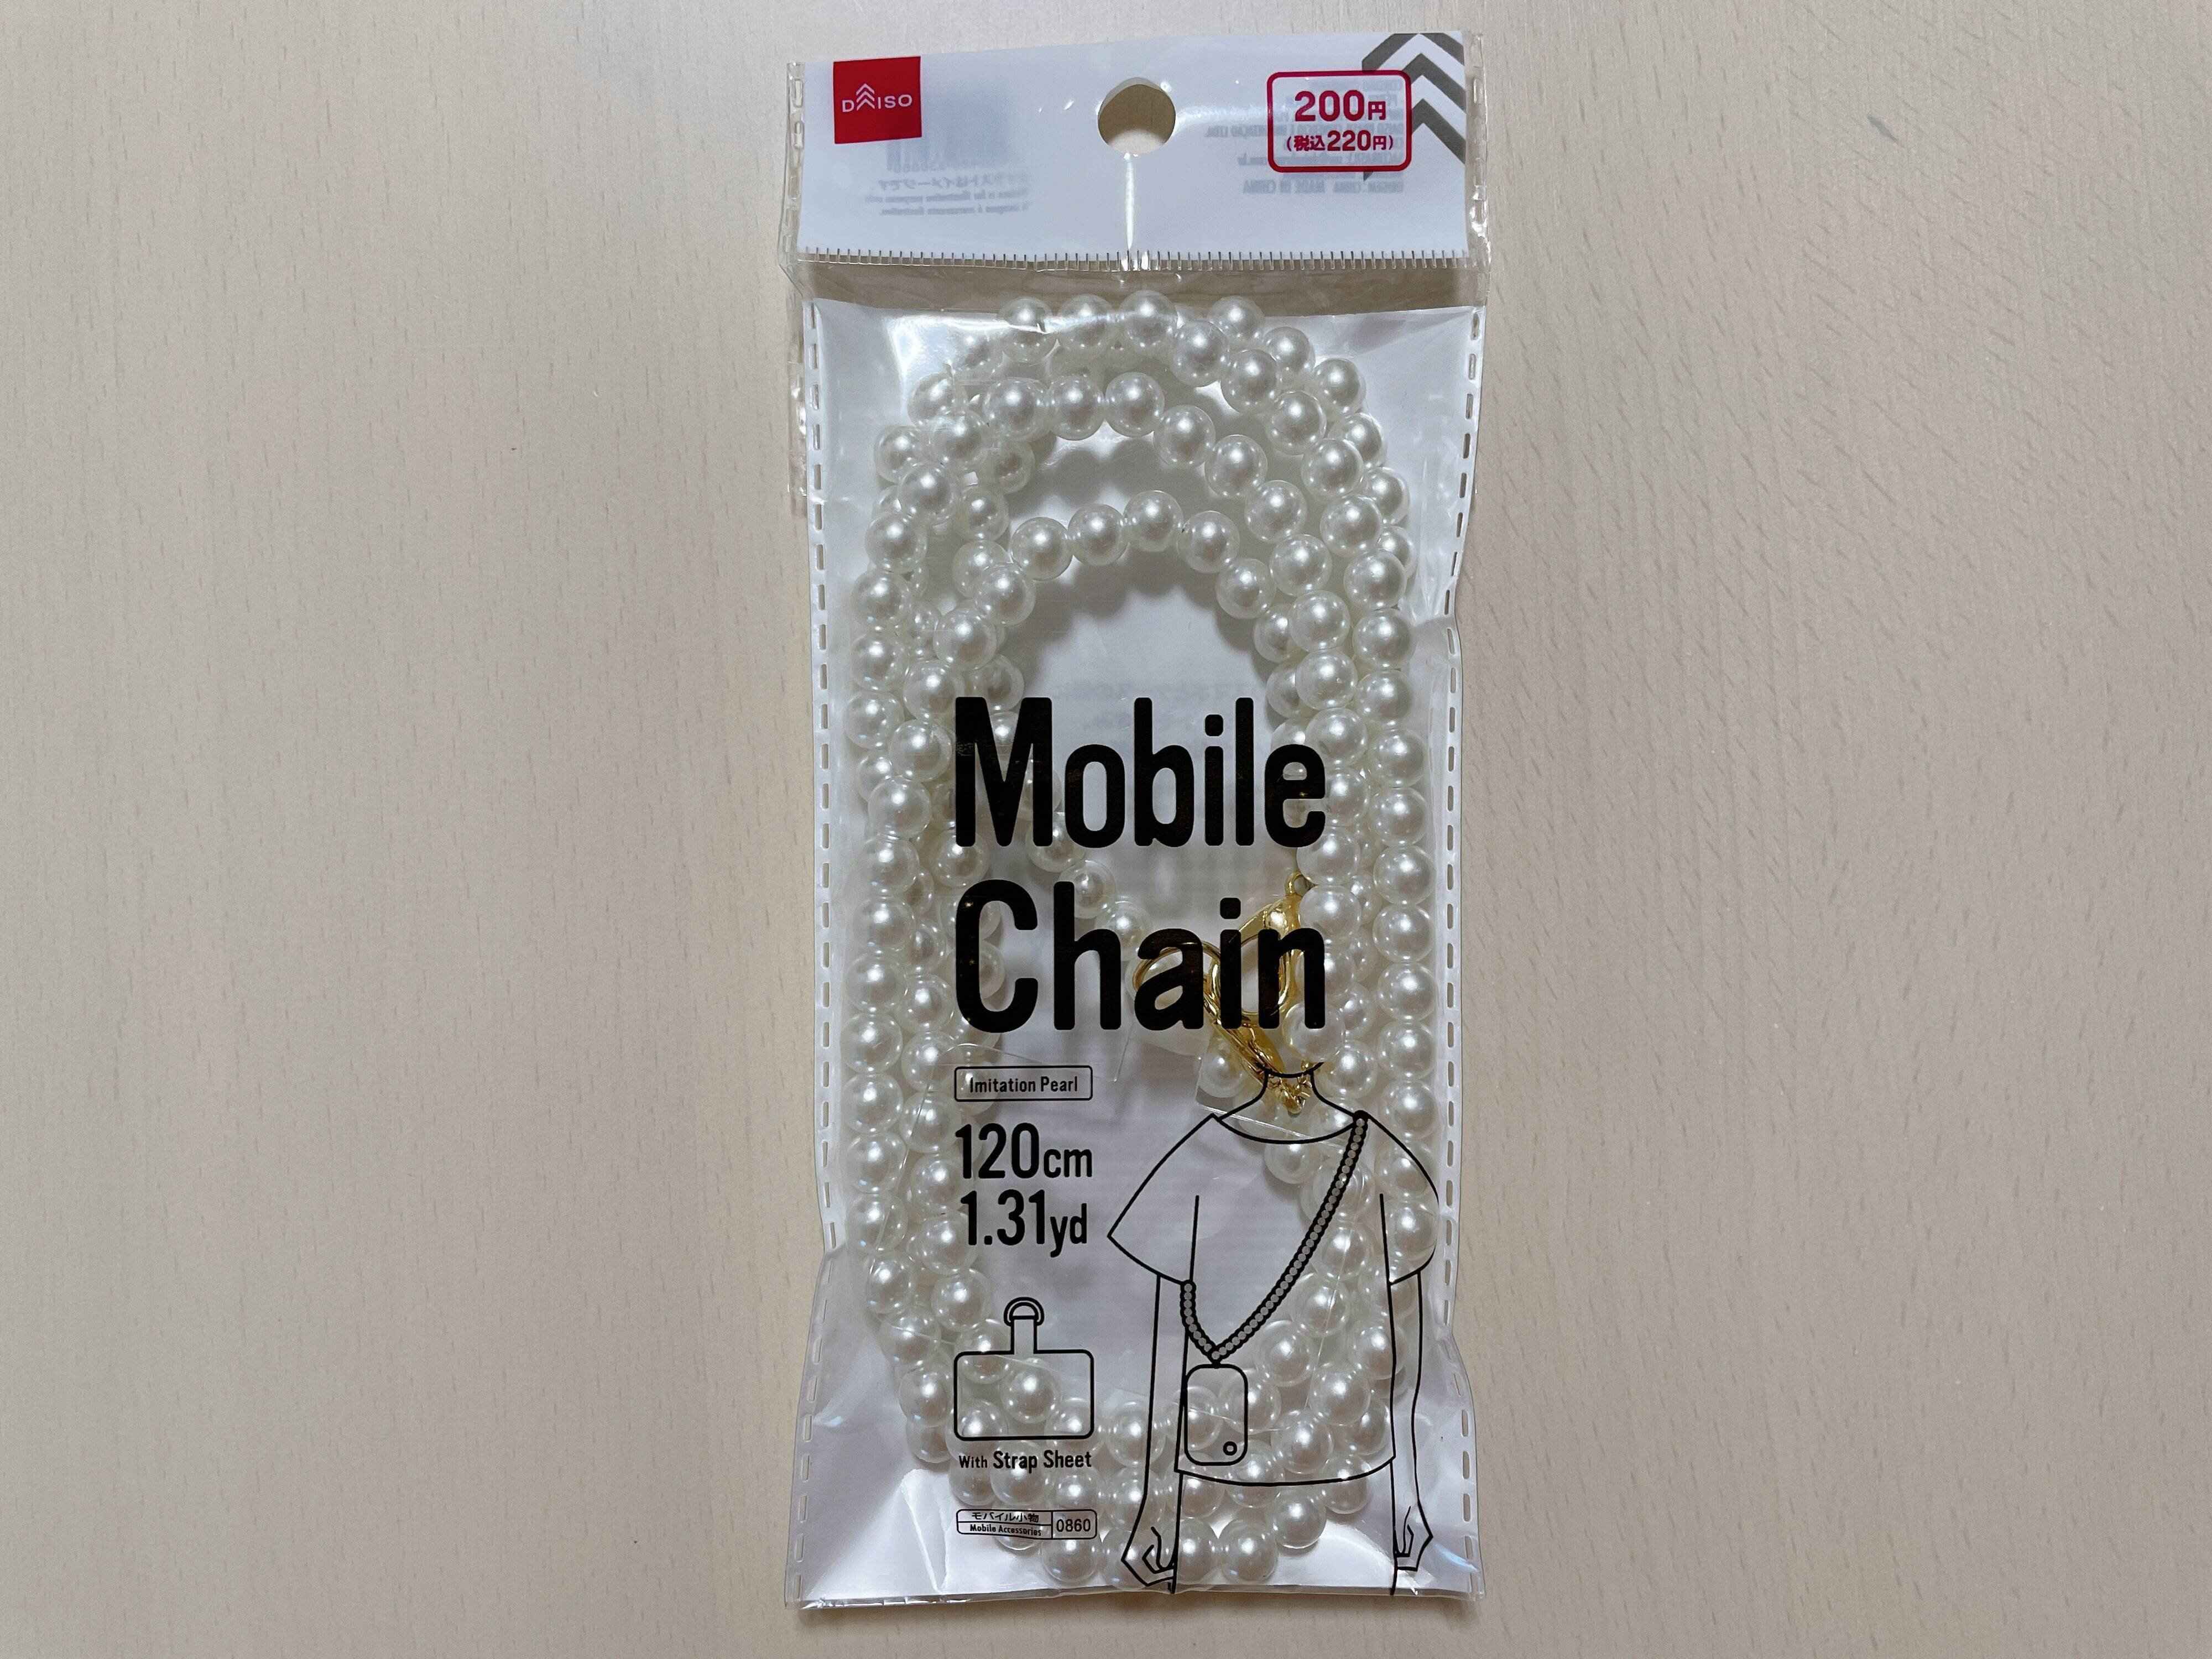 DAISO
200円
(税込220円)
Mobile
Chain
Imitation Pearl
120cm
1.31yd
With Strap Sheet
モバイル小物
Mobile Accessories
0860